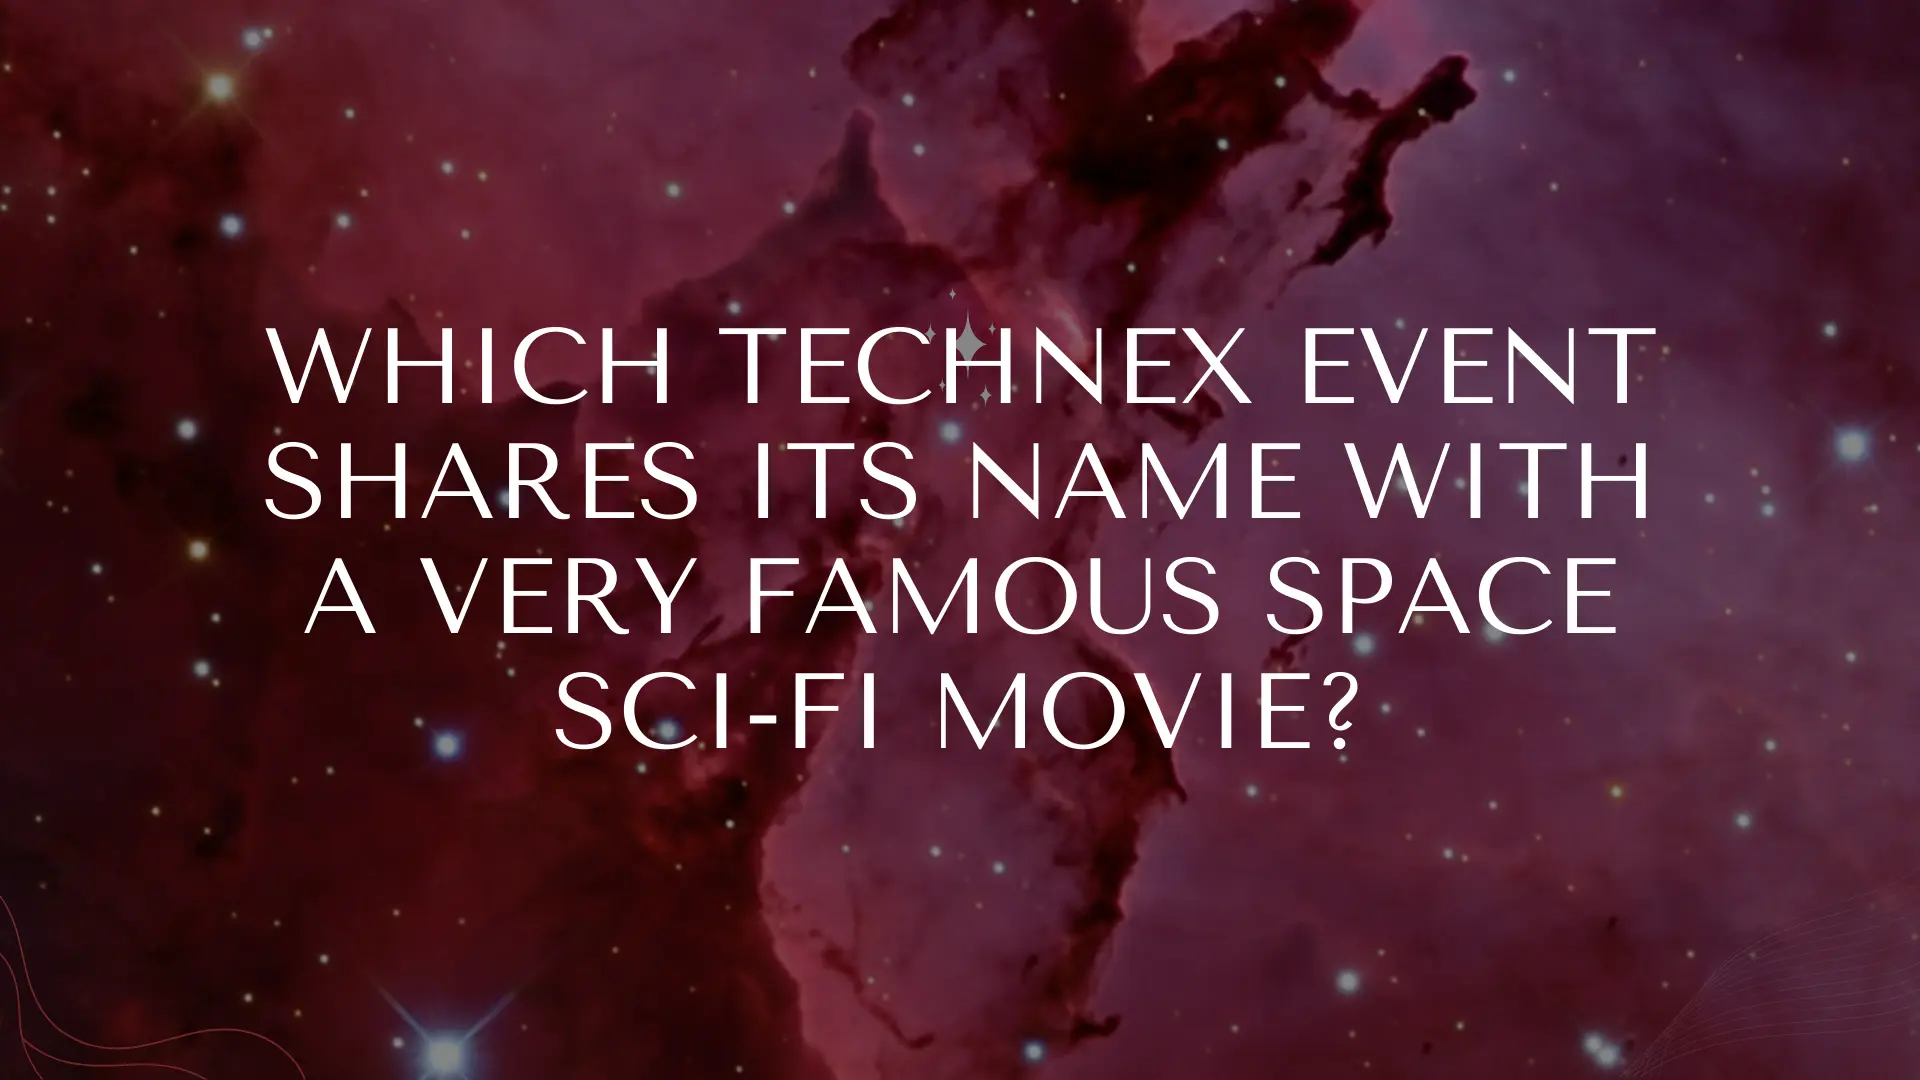 WHICH TECHNEX EVENT
SHARES ITS NAME WITH
A VERY FAMOUS SPACE
SCI-FI MOVIE?